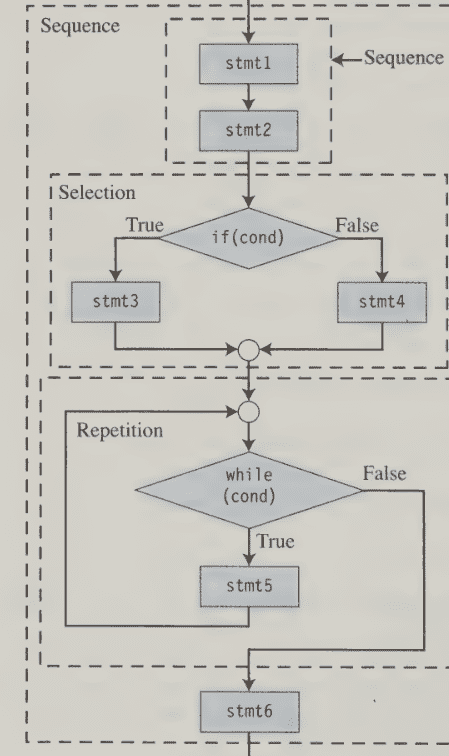 Sequence
stmt1
Sequence
stmt2
Selection
True
False
if(cond)
stmt3
stmt4
Repetition
while
(cond)
False
True
stmt5
stmt6